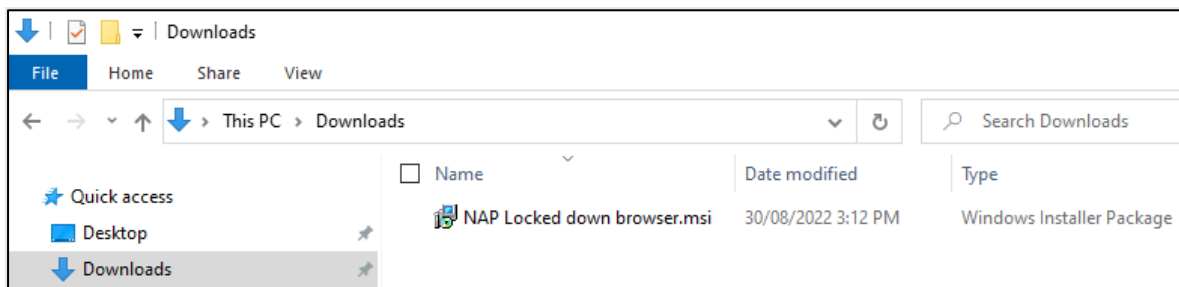 Downloads
File Home Share View
This PC > Downloads Search Downloads
Name Date modified Type
Quick access
NAP Locked down browser.msi 30/08/2022 3:12 PM Windows Installer Package
Desktop
Downloads